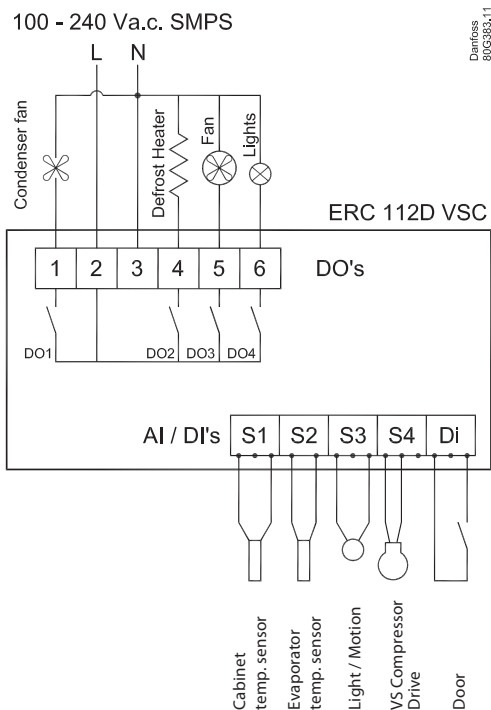 100 - 240 Va.c. SMPS
Danfoss
80G383.11
L N
Condenser fan
Defrost Heater
Fan
Lights
ERC 112D VSC
1 2 3 4 5 6 DO's
DO1 DO2 DO3 DO4
AI / DI's S1 S2 S3 S4 Di
Cabinet
temp. sensor
Evaporator
temp. sensor
Light / Motion
VS Compressor
Drive
Door